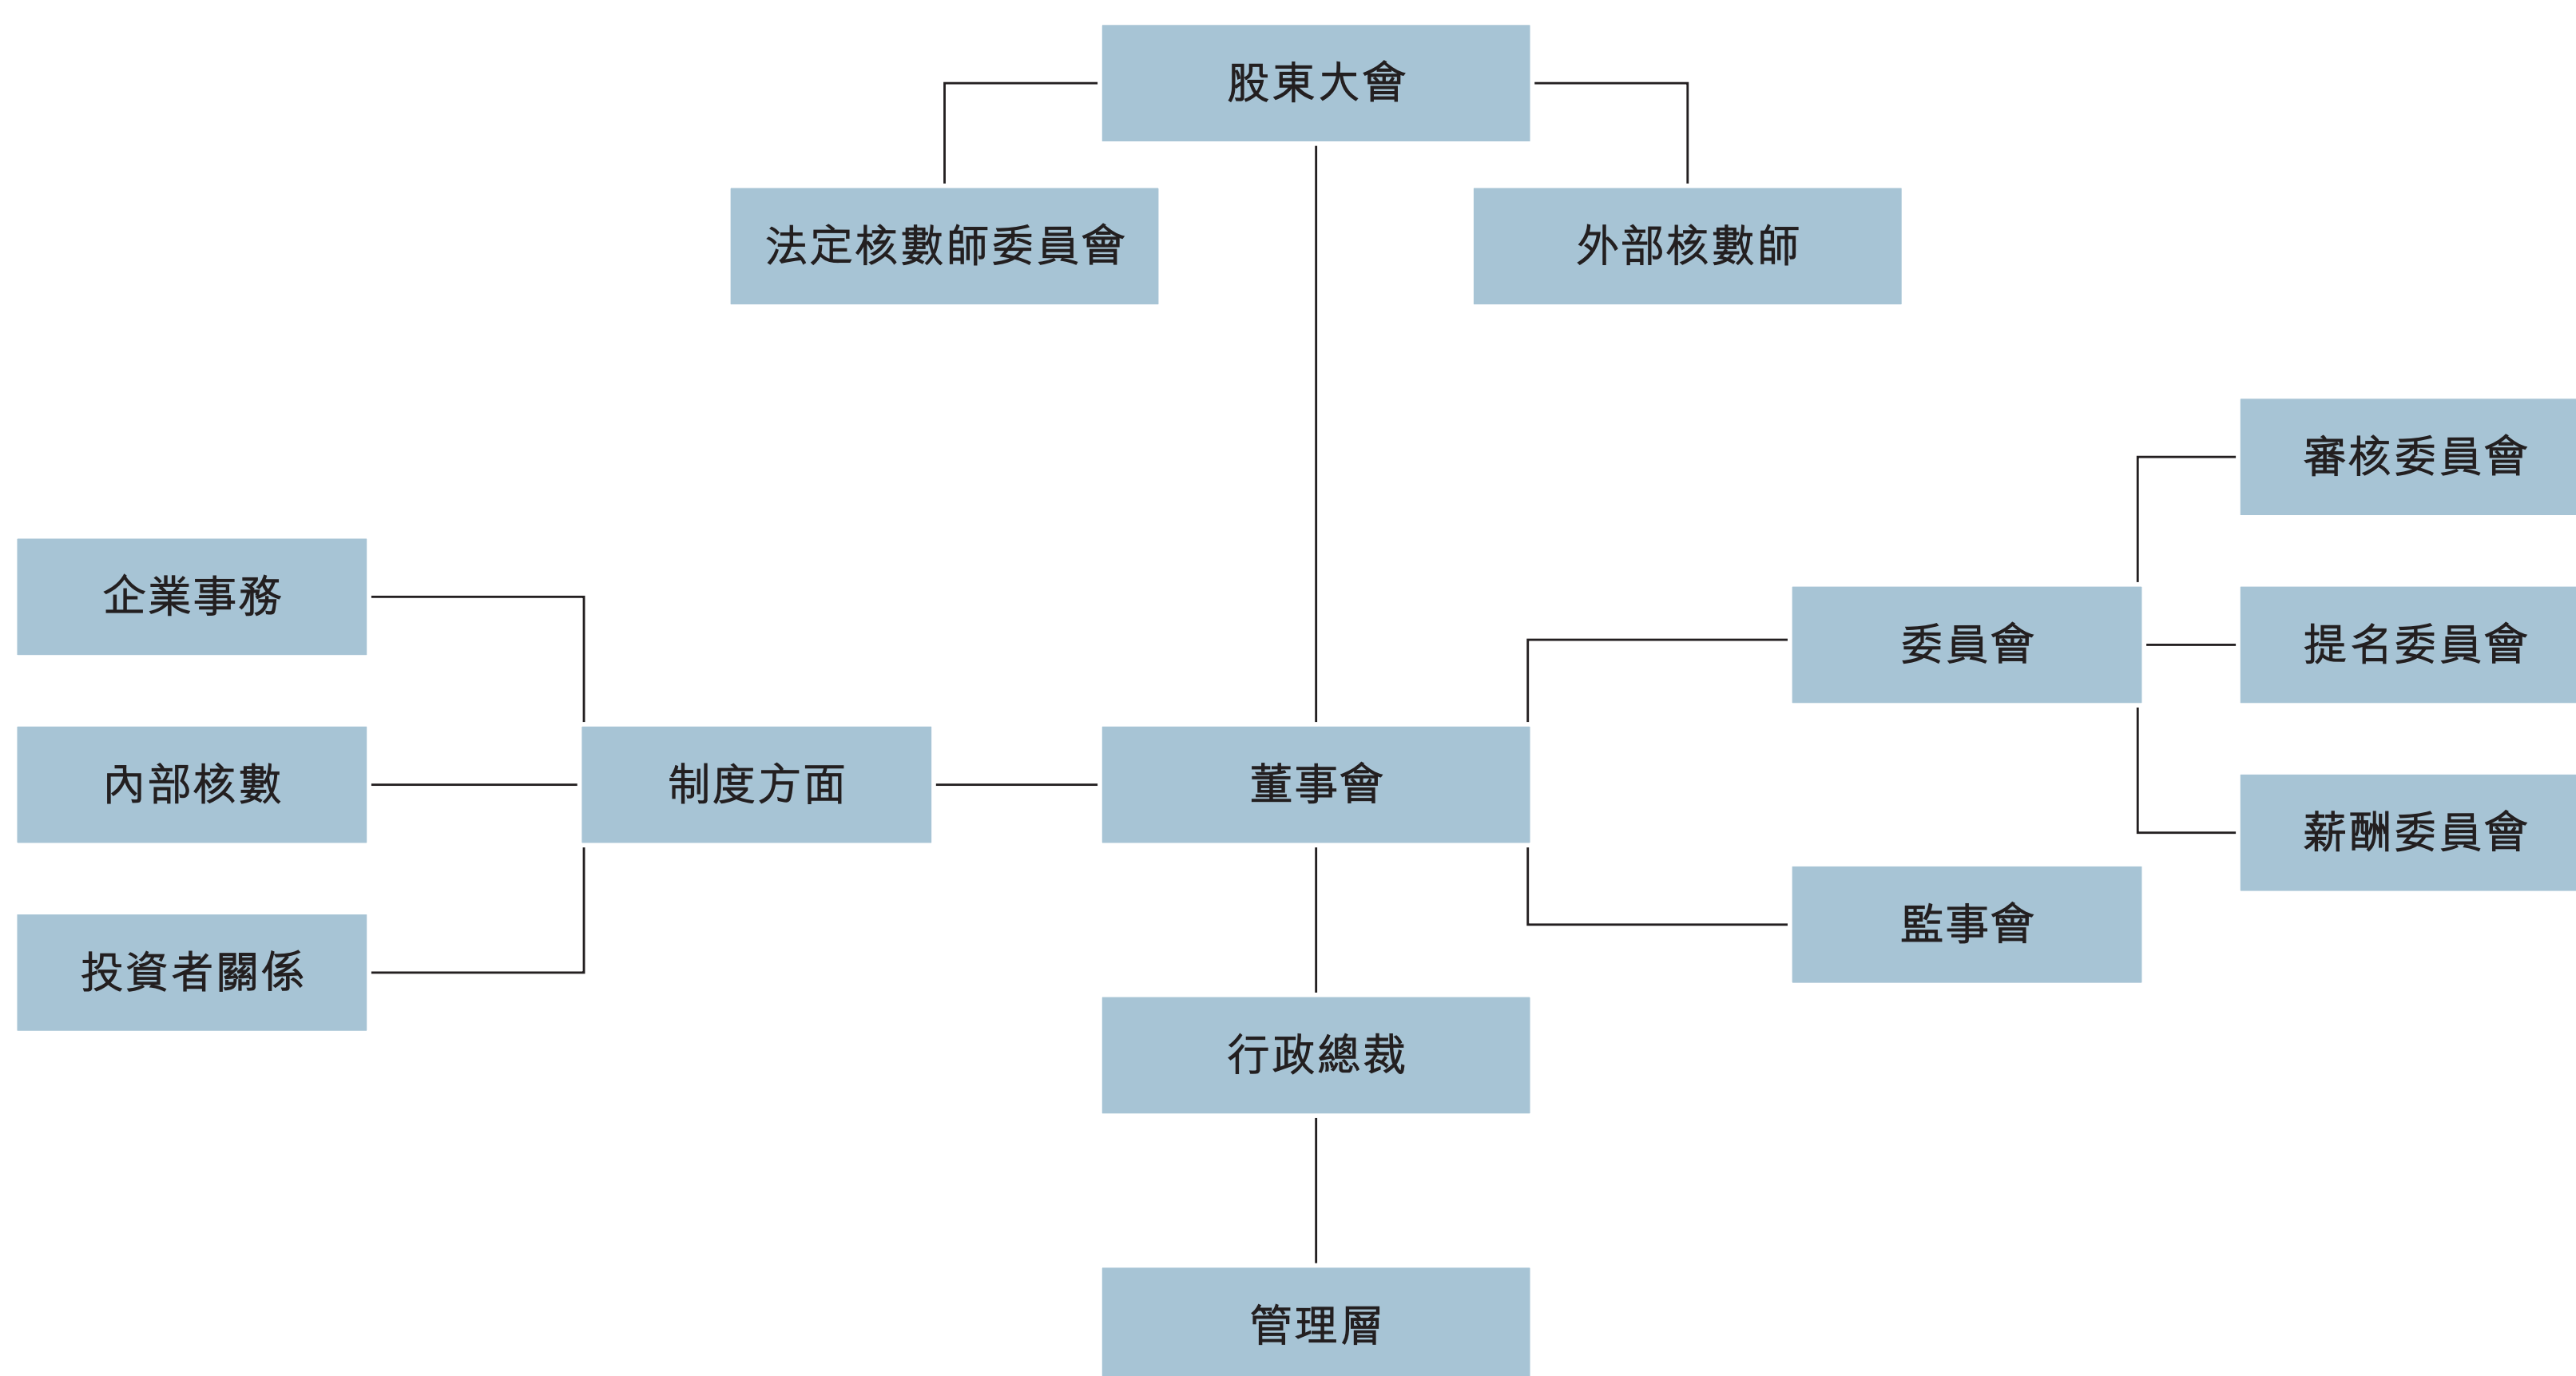 股東大會
法定核數師委員會
外部核數師
審核委員會
企業事務
委員會
提名委員會
內部核數
制度方面
董事會
薪酬委員會
監事會
投資者關係
行政總裁
管理層